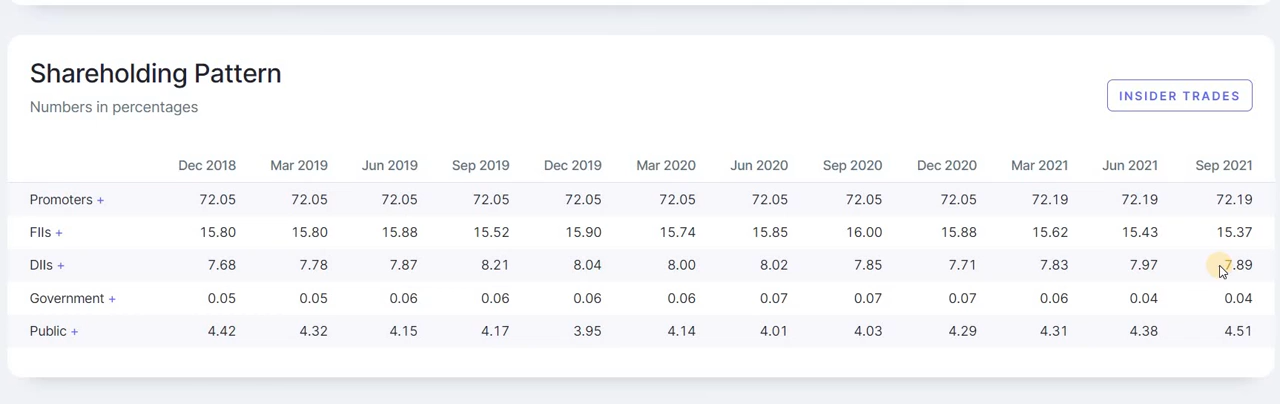 Shareholding Pattern
Numbers in percentages
INSIDER TRADES
Dec 2018 Mar 2019 Jun 2019 Sep 2019 Dec 2019 Mar 2020 Jun 2020 Sep 2020 Dec 2020 Mar 2021 Jun 2021 Sep 2021
Promoters + 72.05 72.05 72.05 72.05 72.05 72.05 72.05 72.05 72.05 72.19 72.19 72.19
FIIs + 15.80 15.80 15.88 15.52 15.90 15.74 15.85 16.00 15.88 15.62 15.43 15.37
DIIs + 7.68 7.78 7.87 8.21 8.04 8.00 8.02 7.85 7.71 7.83 7.97 7.89
Government + 0.05 0.05 0.06 0.06 0.06 0.06 0.07 0.07 0.07 0.06 0.04 0.04
Public + 4.42 4.32 4.15 4.17 3.95 4.14 4.01 4.03 4.29 4.31 4.38 4.51